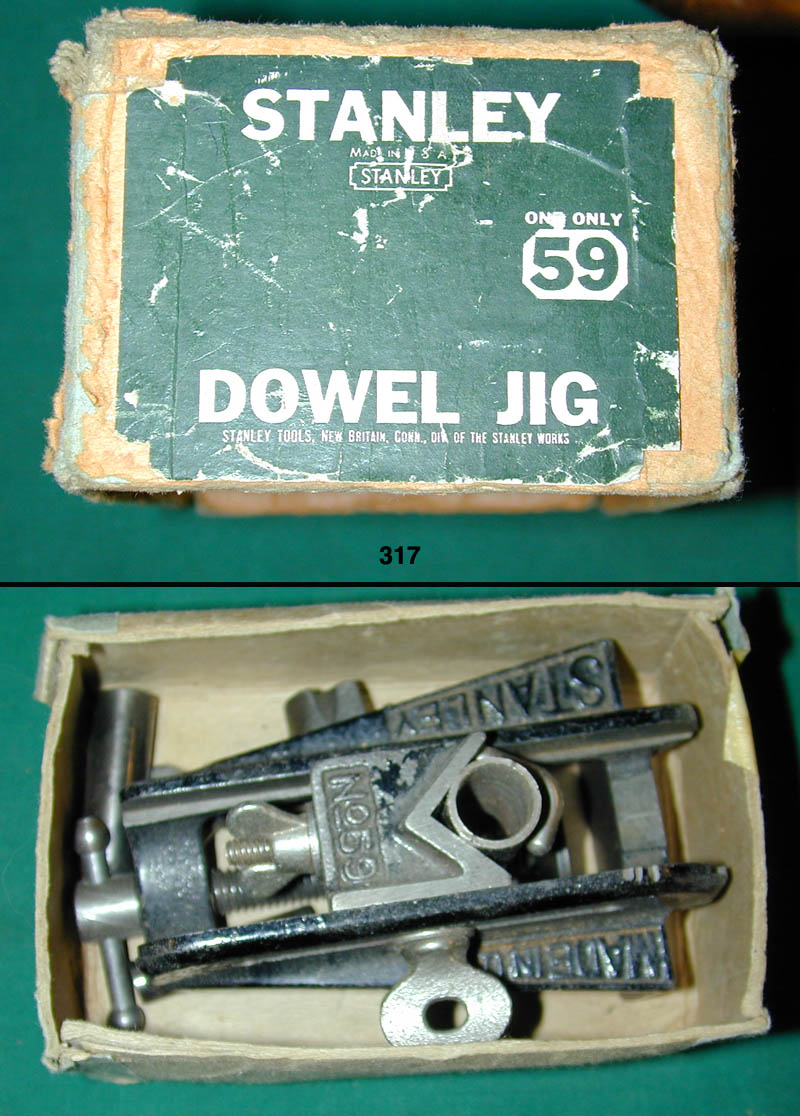 STANLEY
MADE IN U S A
STANLEY
ONE ONLY
59
DOWEL JIG
STANLEY TOOLS, NEW BRITAIN, CONN., DIV. OF THE STANLEY WORKS
317
STANLEY
No59
MADE IN